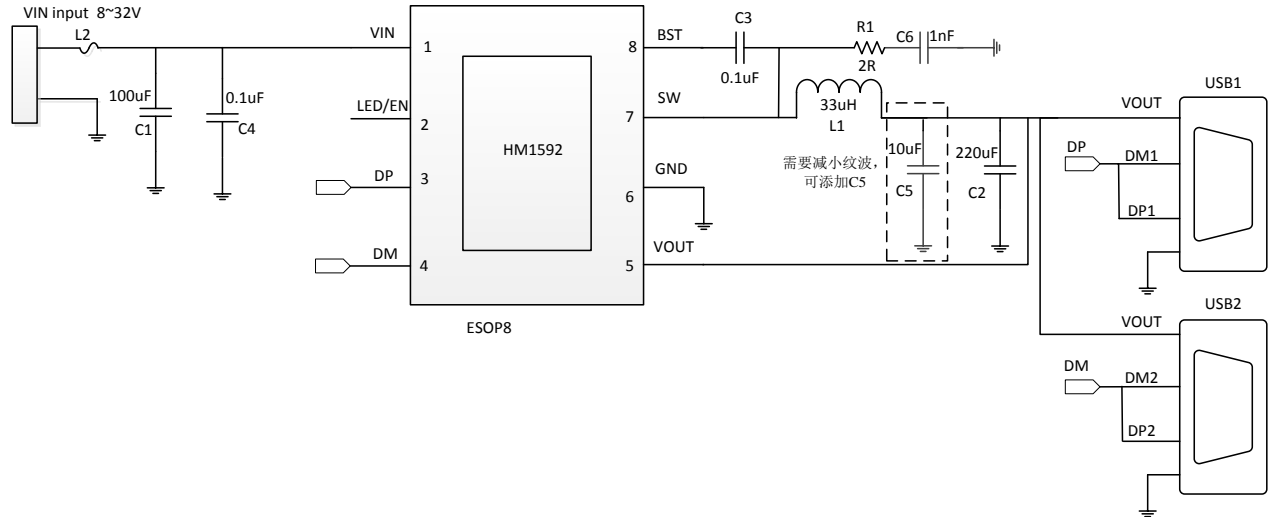 VIN input 8~32V
L2
VIN
1
100uF
C1
0.1uF
C4
LED/EN
2
DP
3
DM
4
HM1592
ESOP8
8
BST
C3
0.1uF
R1
2R
C6
1nF
7
SW
33uH
L1
GND
6
VOUT
5
需要减小纹波，
可添加C5
10uF
C5
220uF
C2
USB1
VOUT
DP
DM1
DP1
USB2
VOUT
DM
DM2
DP2